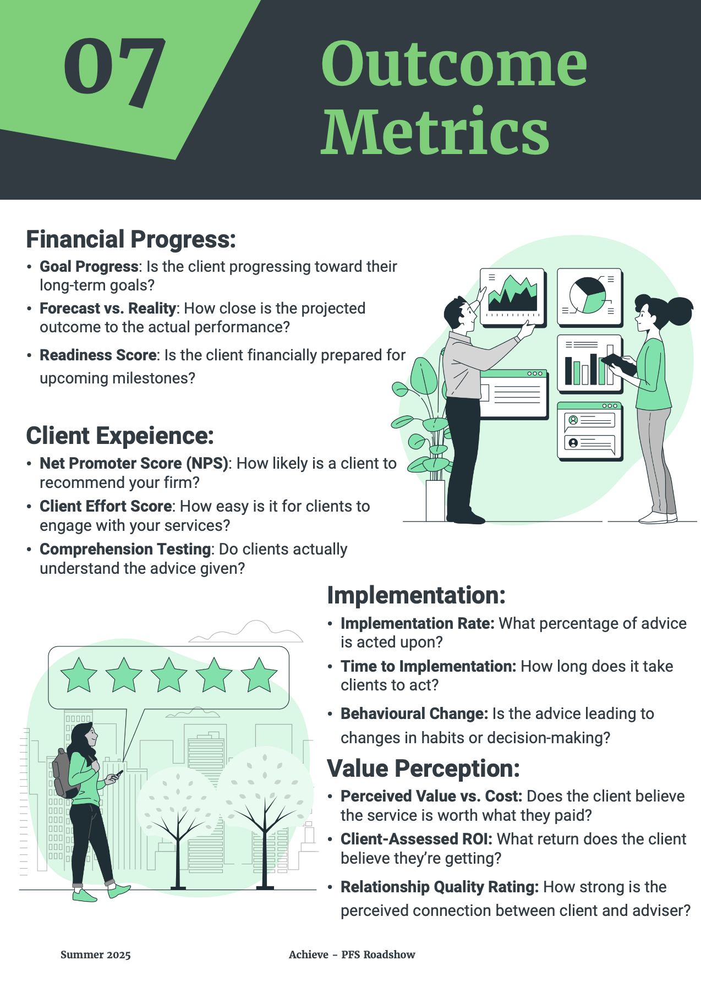 07
Outcome
Metrics
Financial Progress:
• Goal Progress: Is the client progressing toward their
long-term goals?
• Forecast vs. Reality: How close is the projected
outcome to the actual performance?
• Readiness Score: Is the client financially prepared for
upcoming milestones?
Client Expeience:
• Net Promoter Score (NPS): How likely is a client to
recommend your firm?
• Client Effort Score: How easy is it for clients to
engage with your services?
• Comprehension Testing: Do clients actually
understand the advice given?
Implementation:
• Implementation Rate: What percentage of advice
is acted upon?
• Time to Implementation: How long does it take
clients to act?
• Behavioural Change: Is the advice leading to
changes in habits or decision-making?
Value Perception:
• Perceived Value vs. Cost: Does the client believe
the service is worth what they paid?
• Client-Assessed ROI: What return does the client
believe they’re getting?
• Relationship Quality Rating: How strong is the
perceived connection between client and adviser?
Summer 2025
Achieve – PFS Roadshow